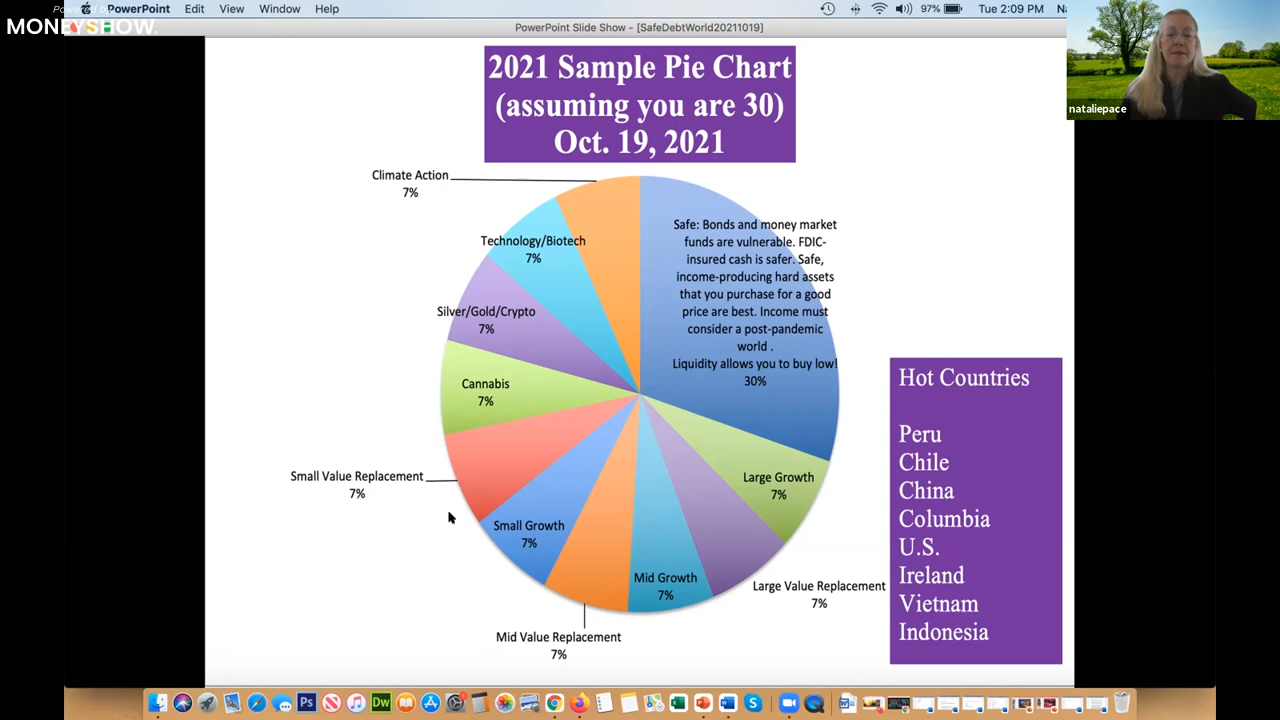 Powered by
MONEYSHOW.
PowerPoint Edit View Window Help
97% Tue 2:09 PM
PowerPoint Slide Show - [SafeDebtWorld20211019]
nataliepace
2021 Sample Pie Chart
(assuming you are 30)
Oct. 19, 2021
Climate Action
7%
Technology/Biotech
7%
Silver/Gold/Crypto
7%
Cannabis
7%
Small Value Replacement
7%
Small Growth
7%
Mid Value Replacement
7%
Mid Growth
7%
Large Value Replacement
7%
Large Growth
7%
Safe: Bonds and money market
funds are vulnerable. FDIC-
insured cash is safer. Safe,
income-producing hard assets
that you purchase for a good
price are best. Income must
consider a post-pandemic
world .
Liquidity allows you to buy low!
30%
Hot Countries
Peru
Chile
China
Columbia
U.S.
Ireland
Vietnam
Indonesia
Ps
Dw